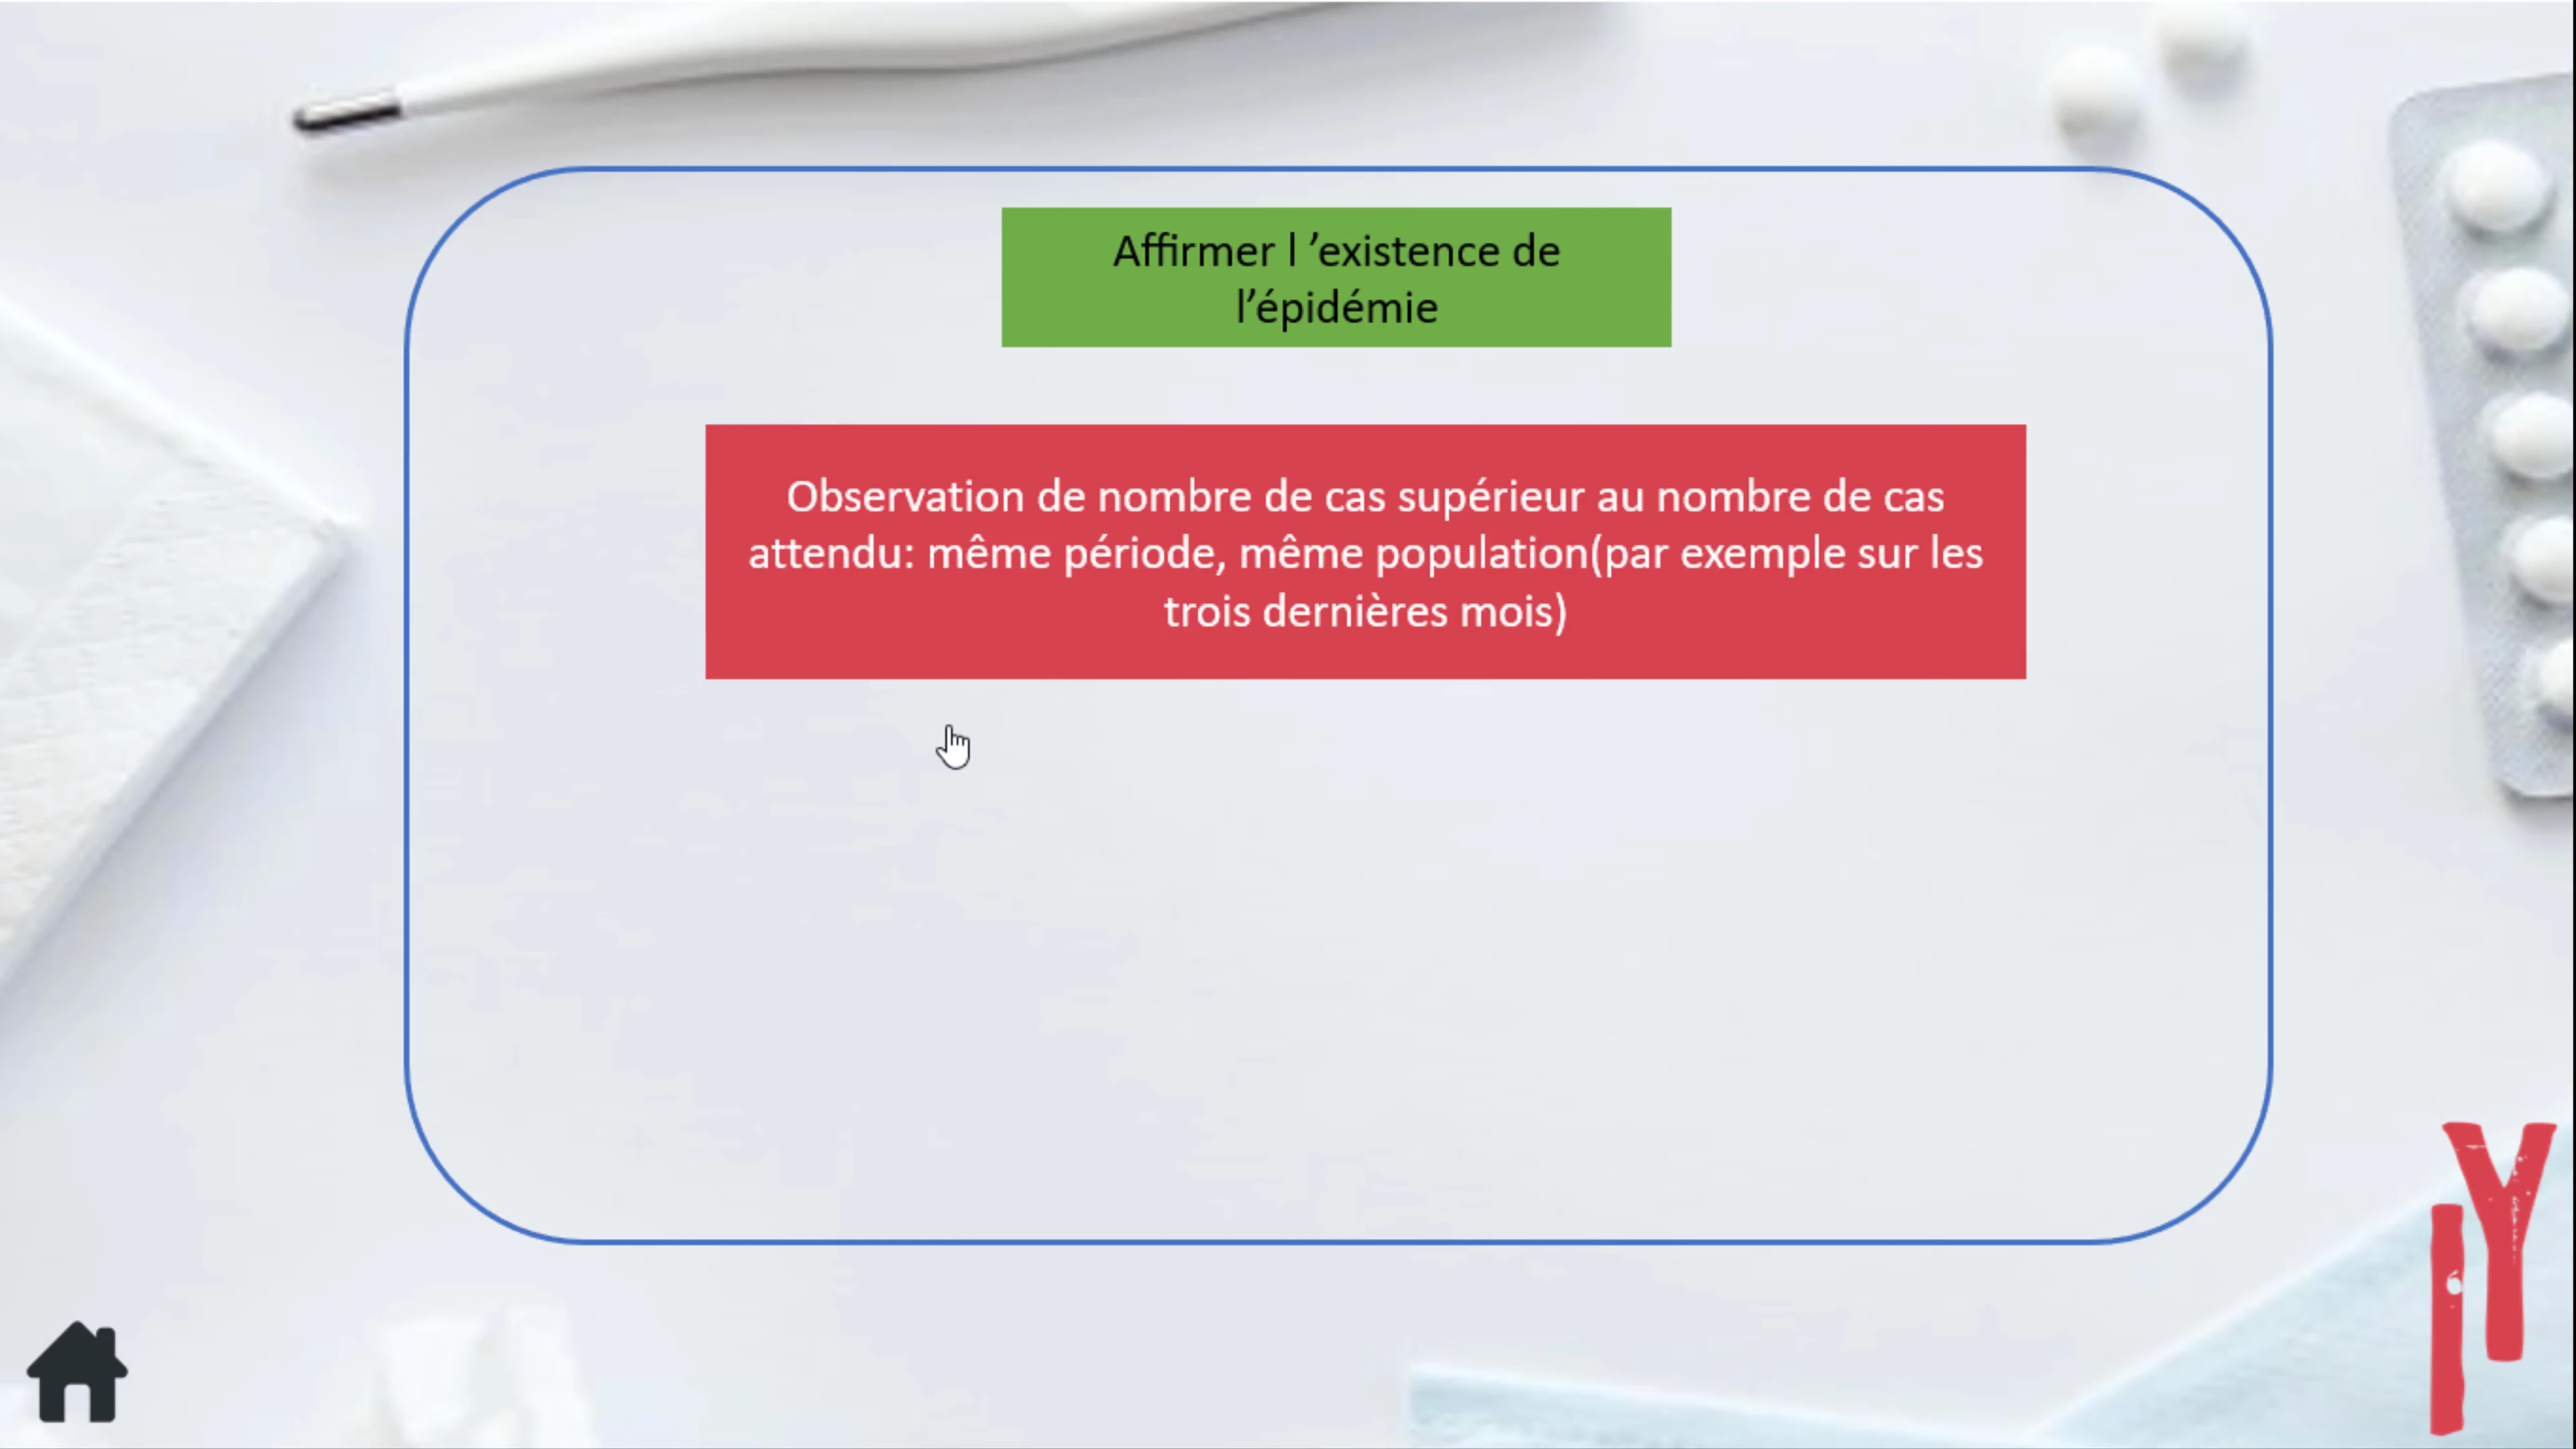 Affirmer l ’existence de
l’épidémie
Observation de nombre de cas supérieur au nombre de cas
attendu: même période, même population(par exemple sur les
trois dernières mois)